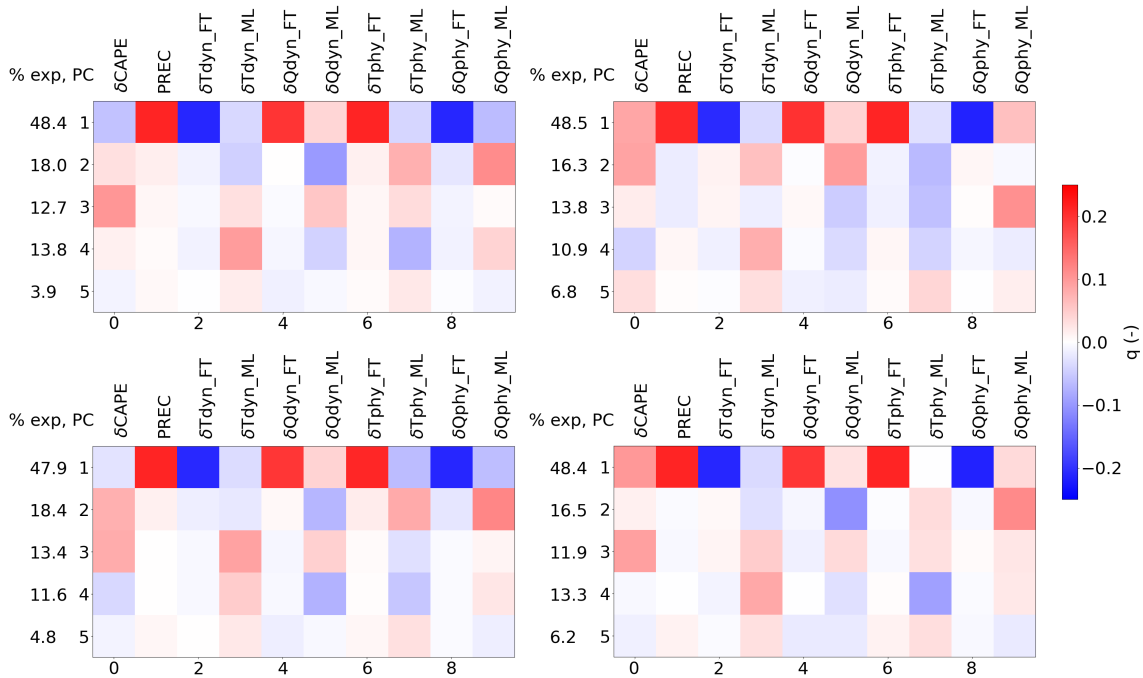 % exp, PC δCAPE PREC δTdyn_FT δTdyn_ML δQdyn_FT δQdyn_ML δTphy_FT δTphy_ML δQphy_FT δQphy_ML
48.4 1
18.0 2
12.7 3
13.8 4
3.9 5
0 2 4 6 8
% exp, PC δCAPE PREC δTdyn_FT δTdyn_ML δQdyn_FT δQdyn_ML δTphy_FT δTphy_ML δQphy_FT δQphy_ML
48.5 1
16.3 2
13.8 3
10.9 4
6.8 5
0 2 4 6 8
% exp, PC δCAPE PREC δTdyn_FT δTdyn_ML δQdyn_FT δQdyn_ML δTphy_FT δTphy_ML δQphy_FT δQphy_ML
47.9 1
18.4 2
13.4 3
11.6 4
4.8 5
0 2 4 6 8
% exp, PC δCAPE PREC δTdyn_FT δTdyn_ML δQdyn_FT δQdyn_ML δTphy_FT δTphy_ML δQphy_FT δQphy_ML
48.4 1
16.5 2
11.9 3
13.3 4
6.2 5
0 2 4 6 8
0.2
0.1
0.0
−0.1
−0.2
q (-)